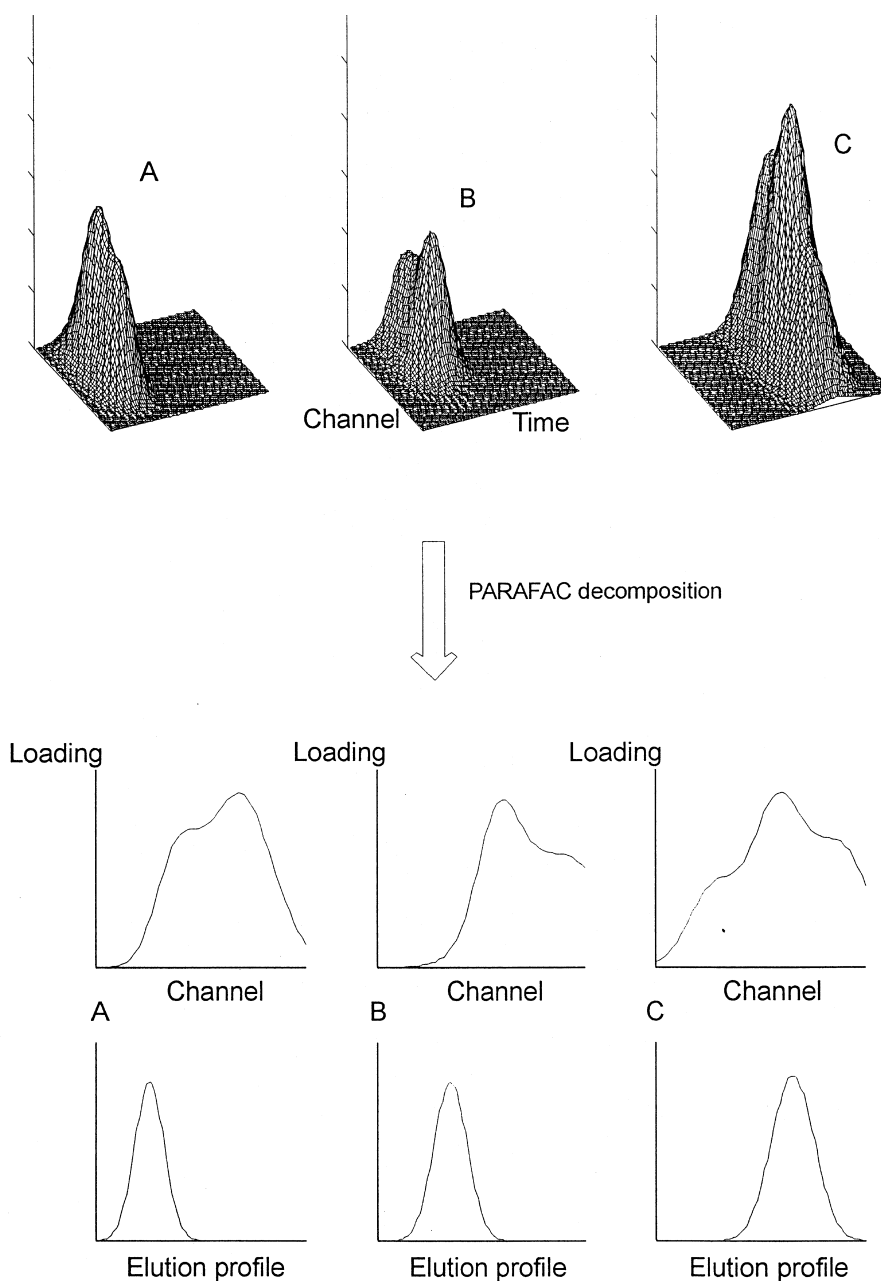 A
B
C
Channel
Time
PARAFAC decomposition
Loading
Loading
Loading
Channel
Channel
Channel
A
B
C
Elution profile
Elution profile
Elution profile